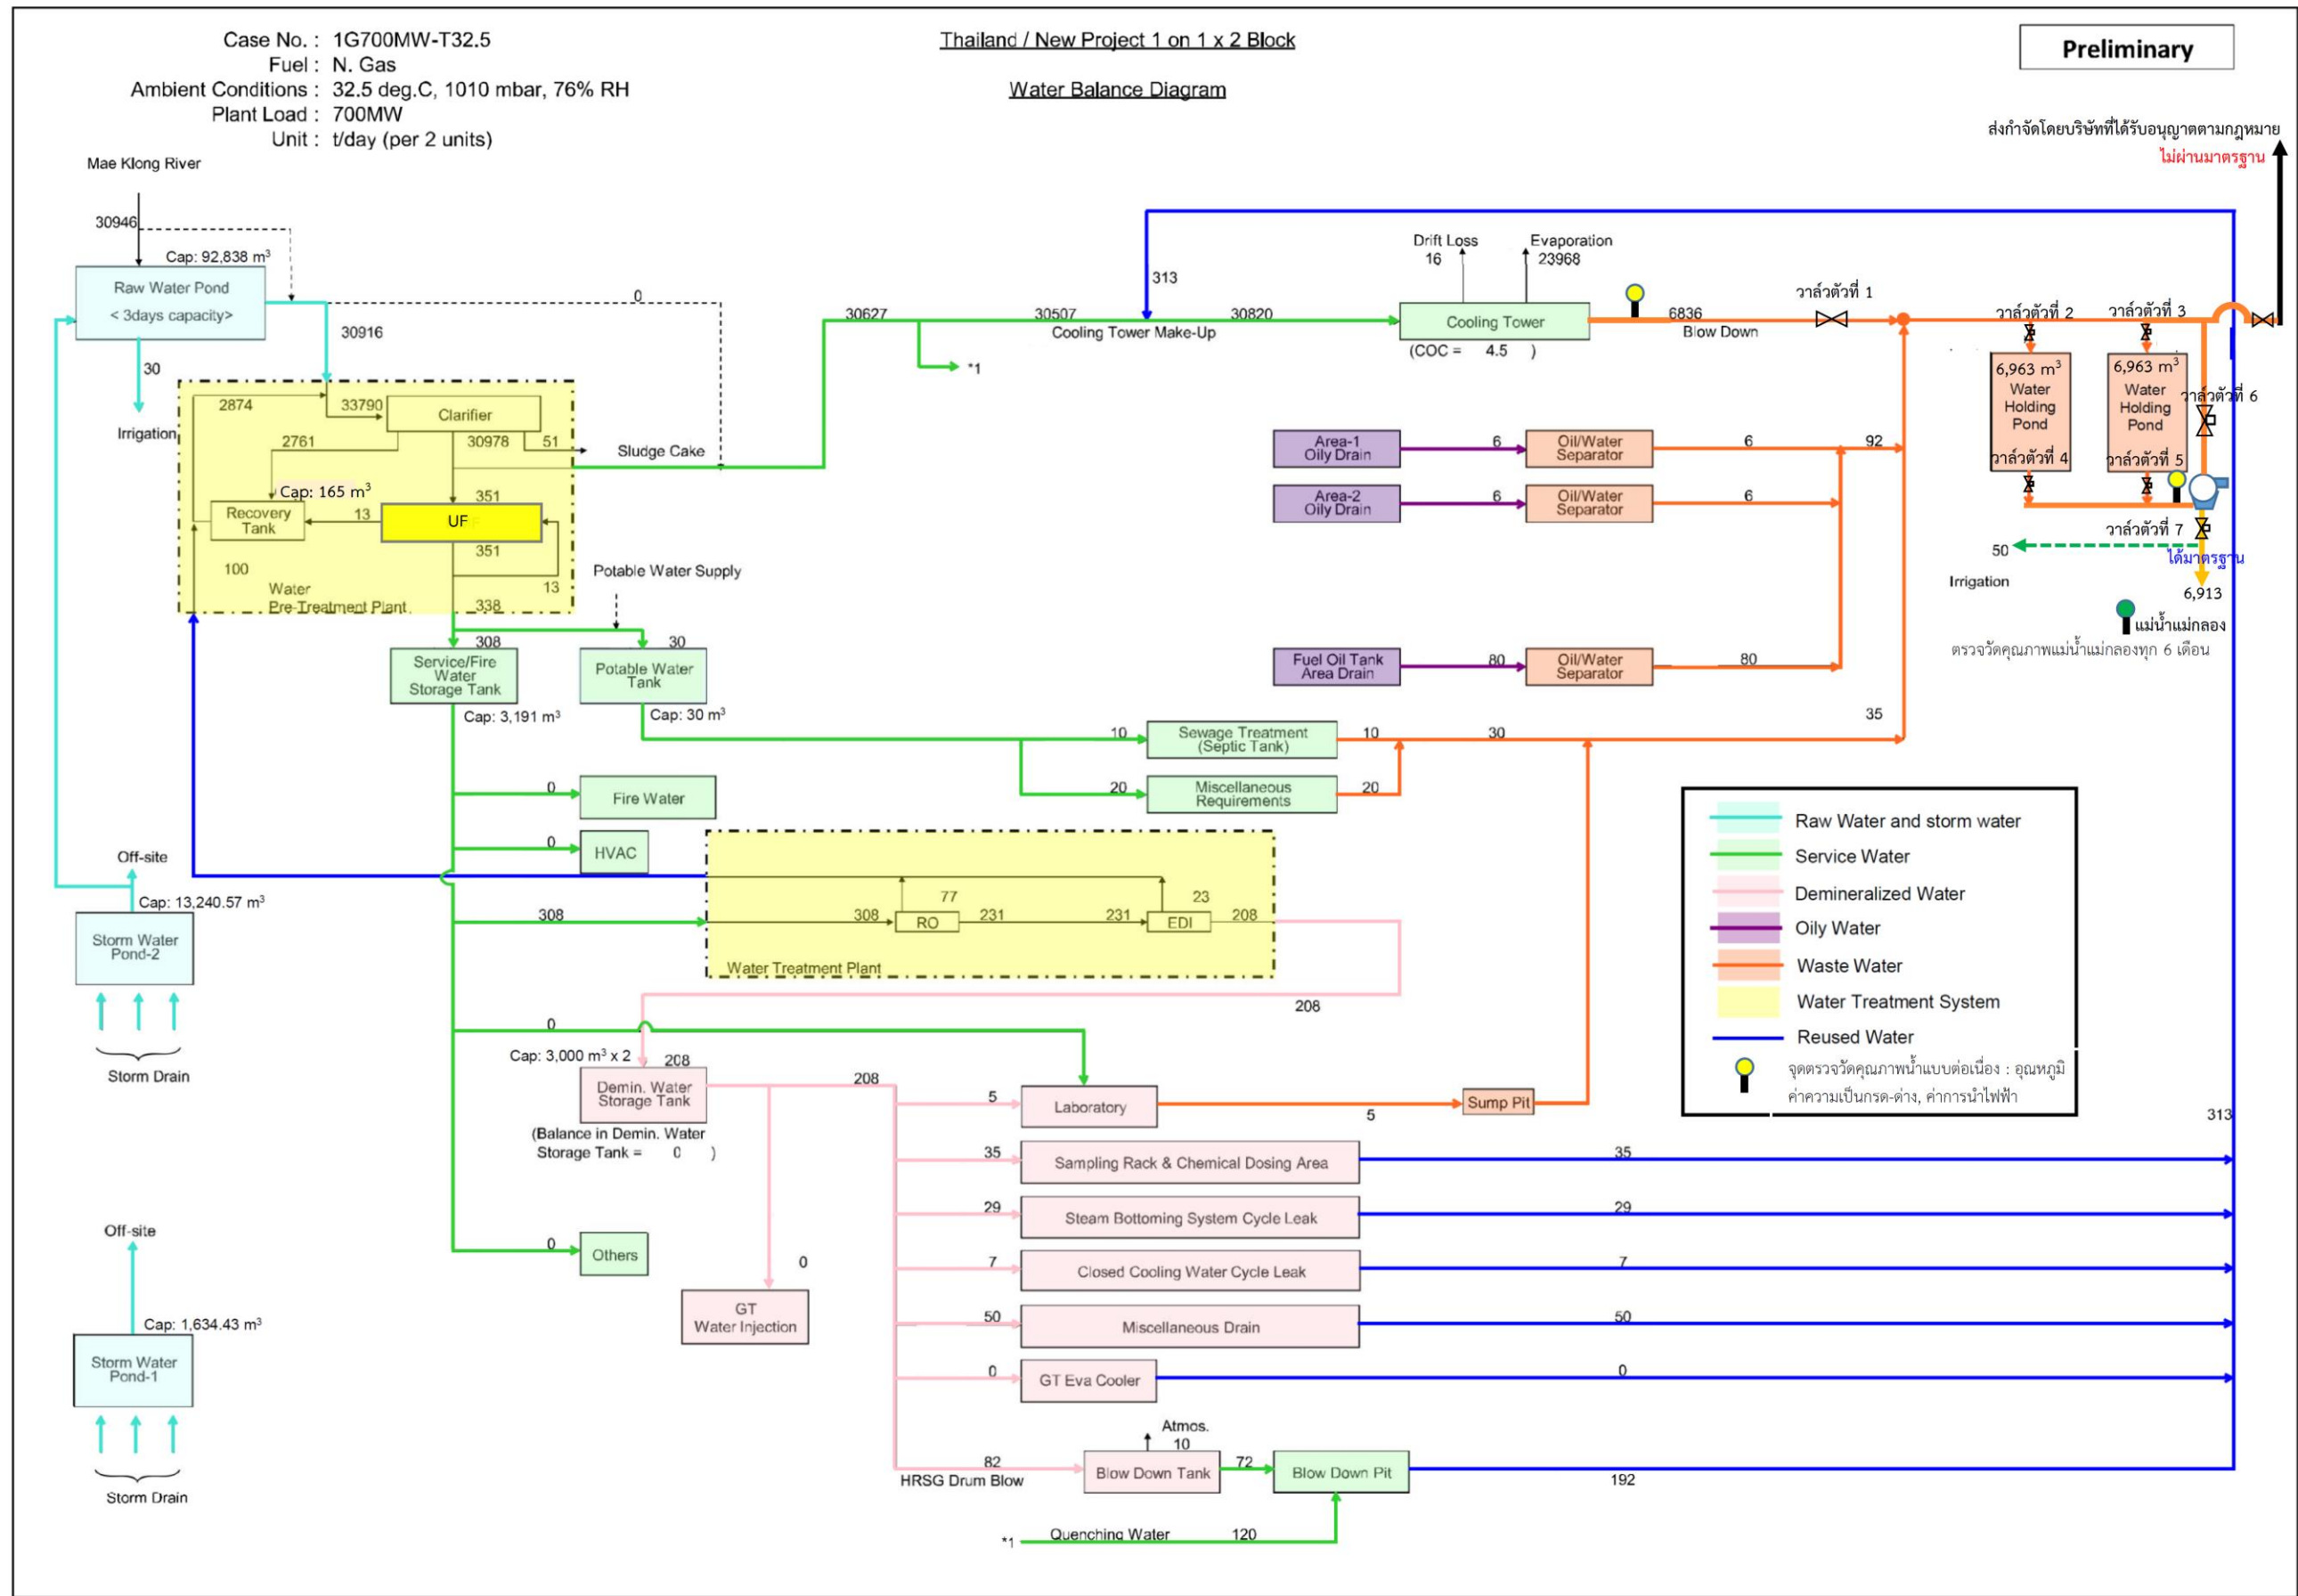 Case No. : 1G700MW-T32.5
Fuel : N. Gas
Ambient Conditions : 32.5 deg.C, 1010 mbar, 76% RH
Plant Load : 700MW
Unit : t/day (per 2 units)
Thailand / New Project 1 on 1 x 2 Block
Water Balance Diagram
Preliminary
ส่งกำจัดโดยบริษัทที่ได้รับอนุญาตตามกฎหมาย
ไม่ผ่านมาตรฐาน
Mae Klong River
30946
Cap: 92,838 m³
Raw Water Pond
< 3days capacity>
30
Irrigation
30916
0
2874
33790
Clarifier
2761
30978
51
Sludge Cake
Cap: 165 m³
351
Recovery
Tank
13
UF
351
100
13
Water
Pre-Treatment Plant
338
Potable Water Supply
30627
*1
30507
Cooling Tower Make-Up
313
30820
Drift Loss
16
Evaporation
23968
Cooling Tower
(COC = 4.5 )
6836
Blow Down
วาล์วตัวที่ 1
วาล์วตัวที่ 2
วาล์วตัวที่ 3
6,963 m³
Water
Holding
Pond
6,963 m³
Water
Holding
Pond
วาล์วตัวที่ 6
วาล์วตัวที่ 4
วาล์วตัวที่ 5
วาล์วตัวที่ 7
50
Irrigation
ได้มาตรฐาน
6,913
แม่น้ำแม่กลอง
ตรวจวัดคุณภาพแม่น้ำแม่กลองทุก 6 เดือน
Area-1
Oily Drain
6
Oil/Water
Separator
6
92
Area-2
Oily Drain
6
Oil/Water
Separator
6
Fuel Oil Tank
Area Drain
80
Oil/Water
Separator
80
308
Service/Fire
Water
Storage Tank
Cap: 3,191 m³
30
Potable Water
Tank
Cap: 30 m³
10
Sewage Treatment
(Septic Tank)
10
30
35
20
Miscellaneous
Requirements
20
0
Fire Water
0
HVAC
308
308
RO
77
231
231
EDI
23
208
Water Treatment Plant
208
Off-site
Cap: 13,240.57 m³
Storm Water
Pond-2
Storm Drain
0
Cap: 3,000 m³ x 2
208
Demin. Water
Storage Tank
(Balance in Demin. Water
Storage Tank = 0 )
208
0
GT
Water Injection
0
Others
5
Laboratory
5
Sump Pit
35
Sampling Rack & Chemical Dosing Area
35
29
Steam Bottoming System Cycle Leak
29
7
Closed Cooling Water Cycle Leak
7
50
Miscellaneous Drain
50
0
GT Eva Cooler
0
82
HRSG Drum Blow
Atmos.
10
Blow Down Tank
72
Blow Down Pit
192
*1
Quenching Water
120
313
Off-site
Cap: 1,634.43 m³
Storm Water
Pond-1
Storm Drain
Raw Water and storm water
Service Water
Demineralized Water
Oily Water
Waste Water
Water Treatment System
Reused Water
จุดตรวจวัดคุณภาพน้ำแบบต่อเนื่อง : อุณหภูมิ
ค่าความเป็นกรด-ด่าง, ค่าการนำไฟฟ้า